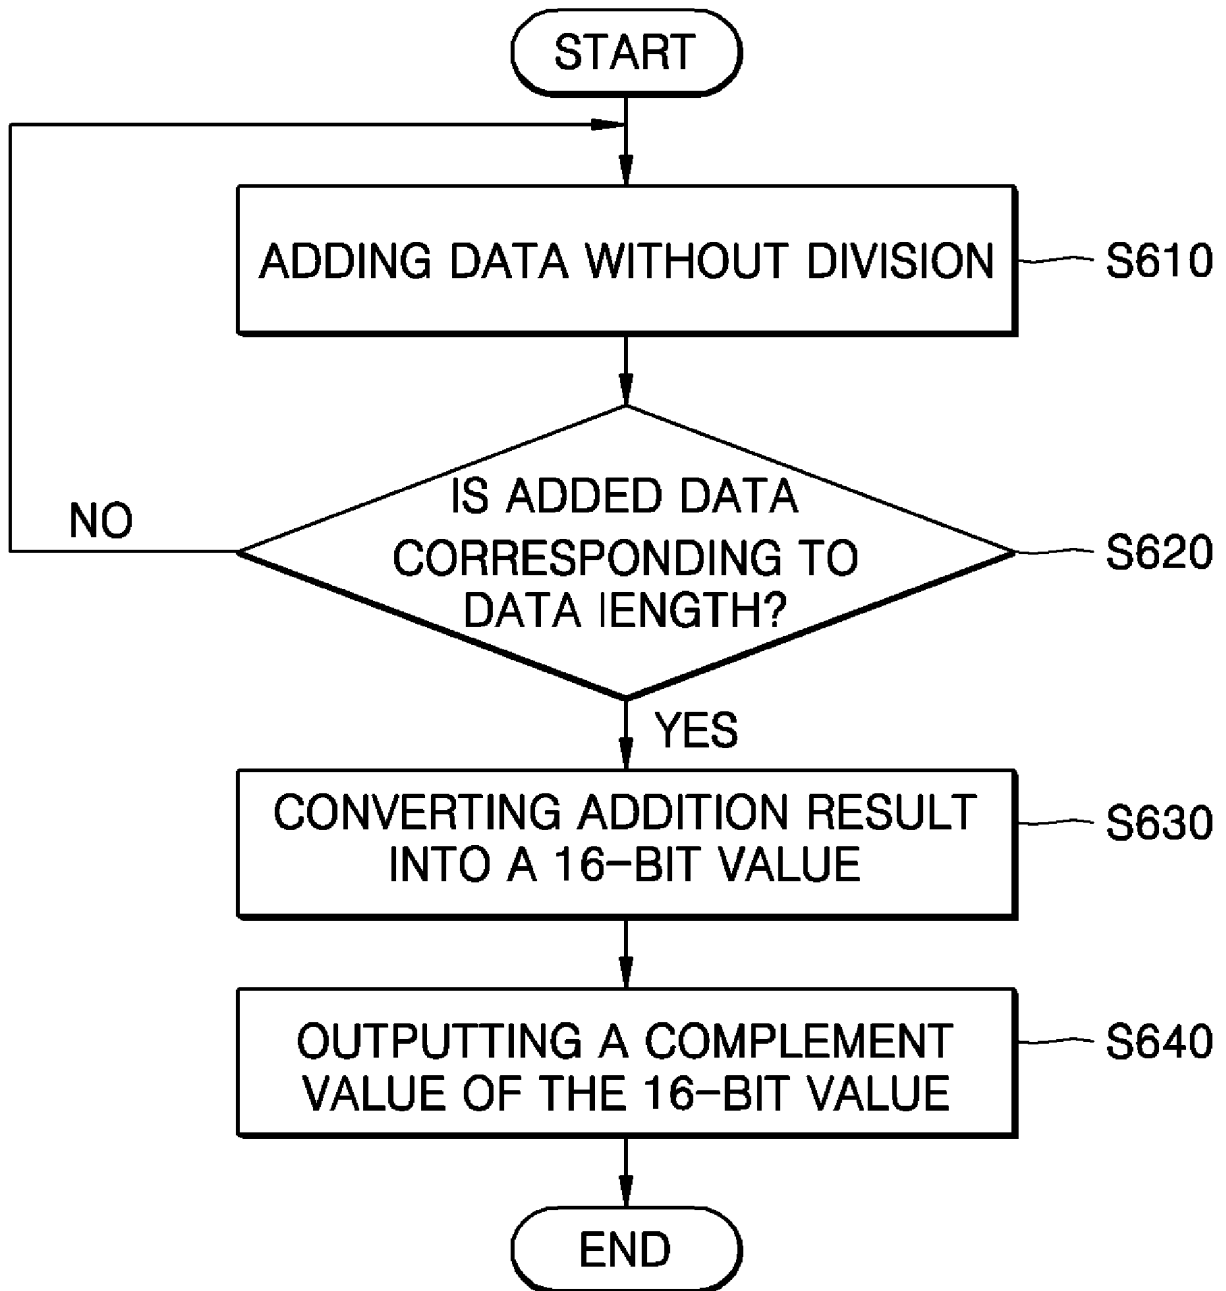 START
ADDING DATA WITHOUT DIVISION
S610
IS ADDED DATA
CORRESPONDING TO
DATA lENGTH?
S620
NO
YES
CONVERTING ADDITION RESULT
INTO A 16-BIT VALUE
S630
OUTPUTTING A COMPLEMENT
VALUE OF THE 16-BIT VALUE
S640
END